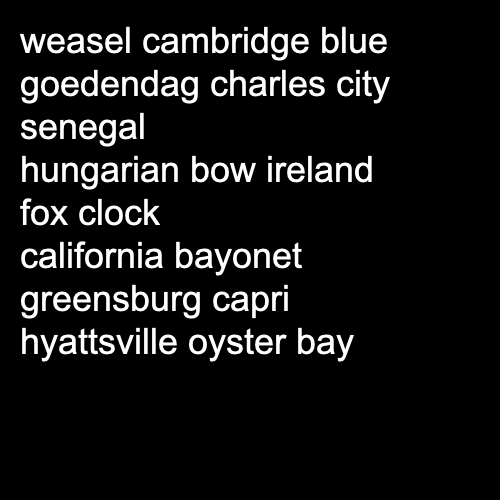 weasel cambridge blue
goedendag charles city
senegal
hungarian bow ireland
fox clock
california bayonet
greensburg capri
hyattsville oyster bay